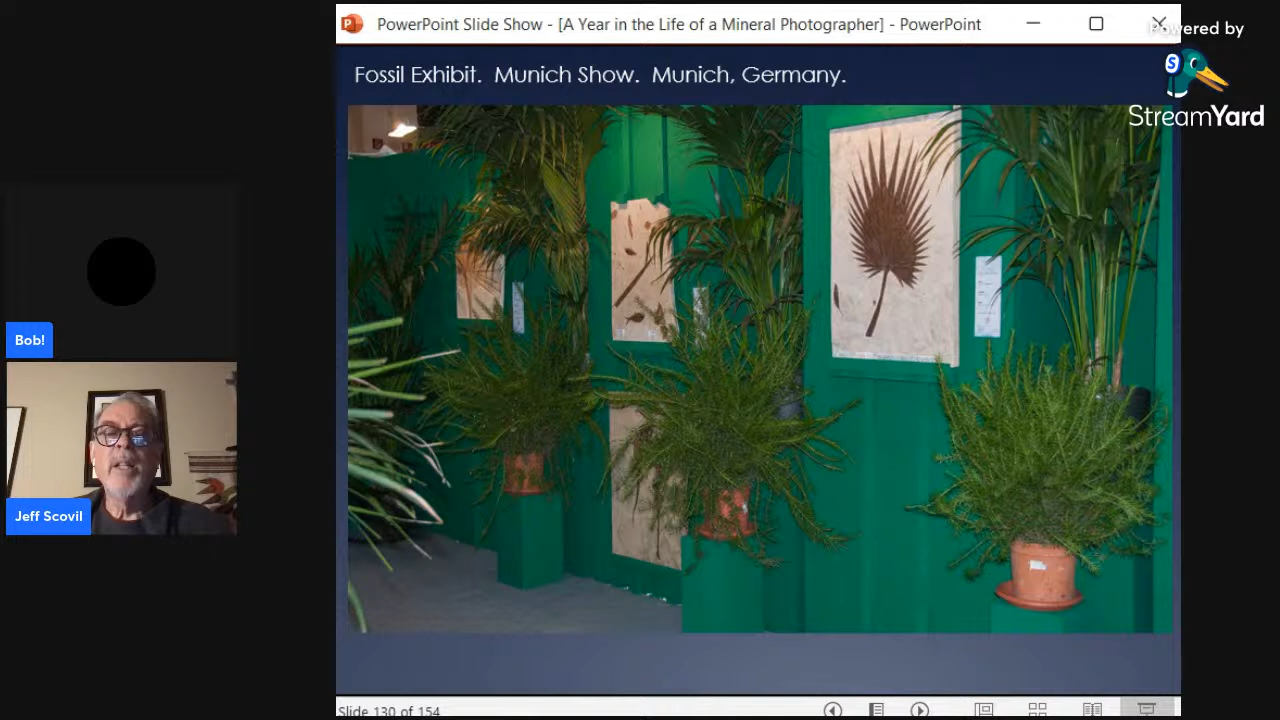 PowerPoint Slide Show - [A Year in the Life of a Mineral Photographer] - PowerPoint
Powered by
StreamYard
Fossil Exhibit. Munich Show. Munich, Germany.
Bob!
Jeff Scovil
Slide 130 of 154